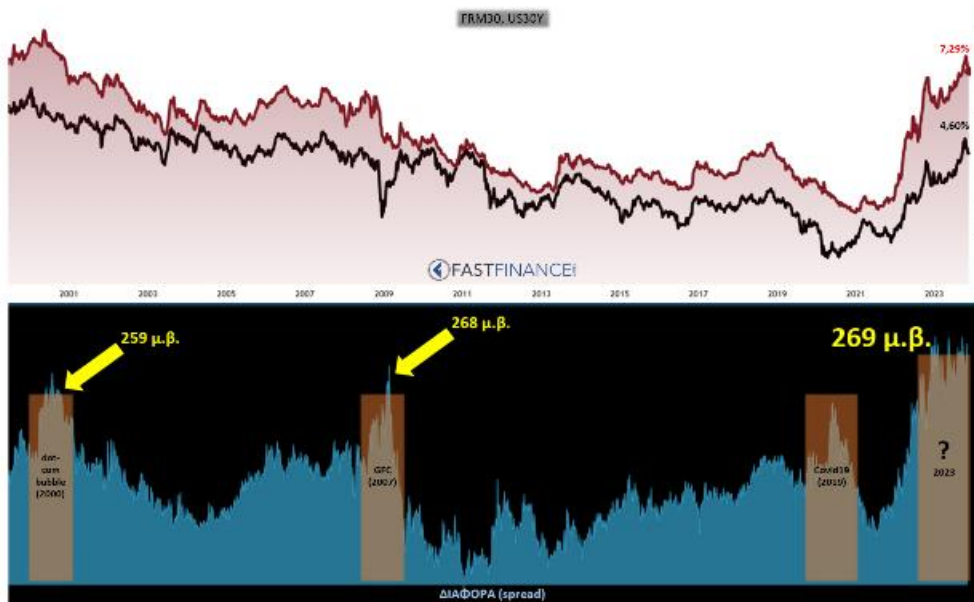 FRM30, US30Y
7,29%
4,60%
FASTFINANCE
2001 2003 2005 2007 2009 2011 2013 2015 2017 2019 2021 2023
259 μ.β.
268 μ.β.
269 μ.β.
dot-
com
bubble
(2000)
GFC
(2007)
Covid19
(2019)
?
2023
ΔΙΑΦΟΡΑ (spread)